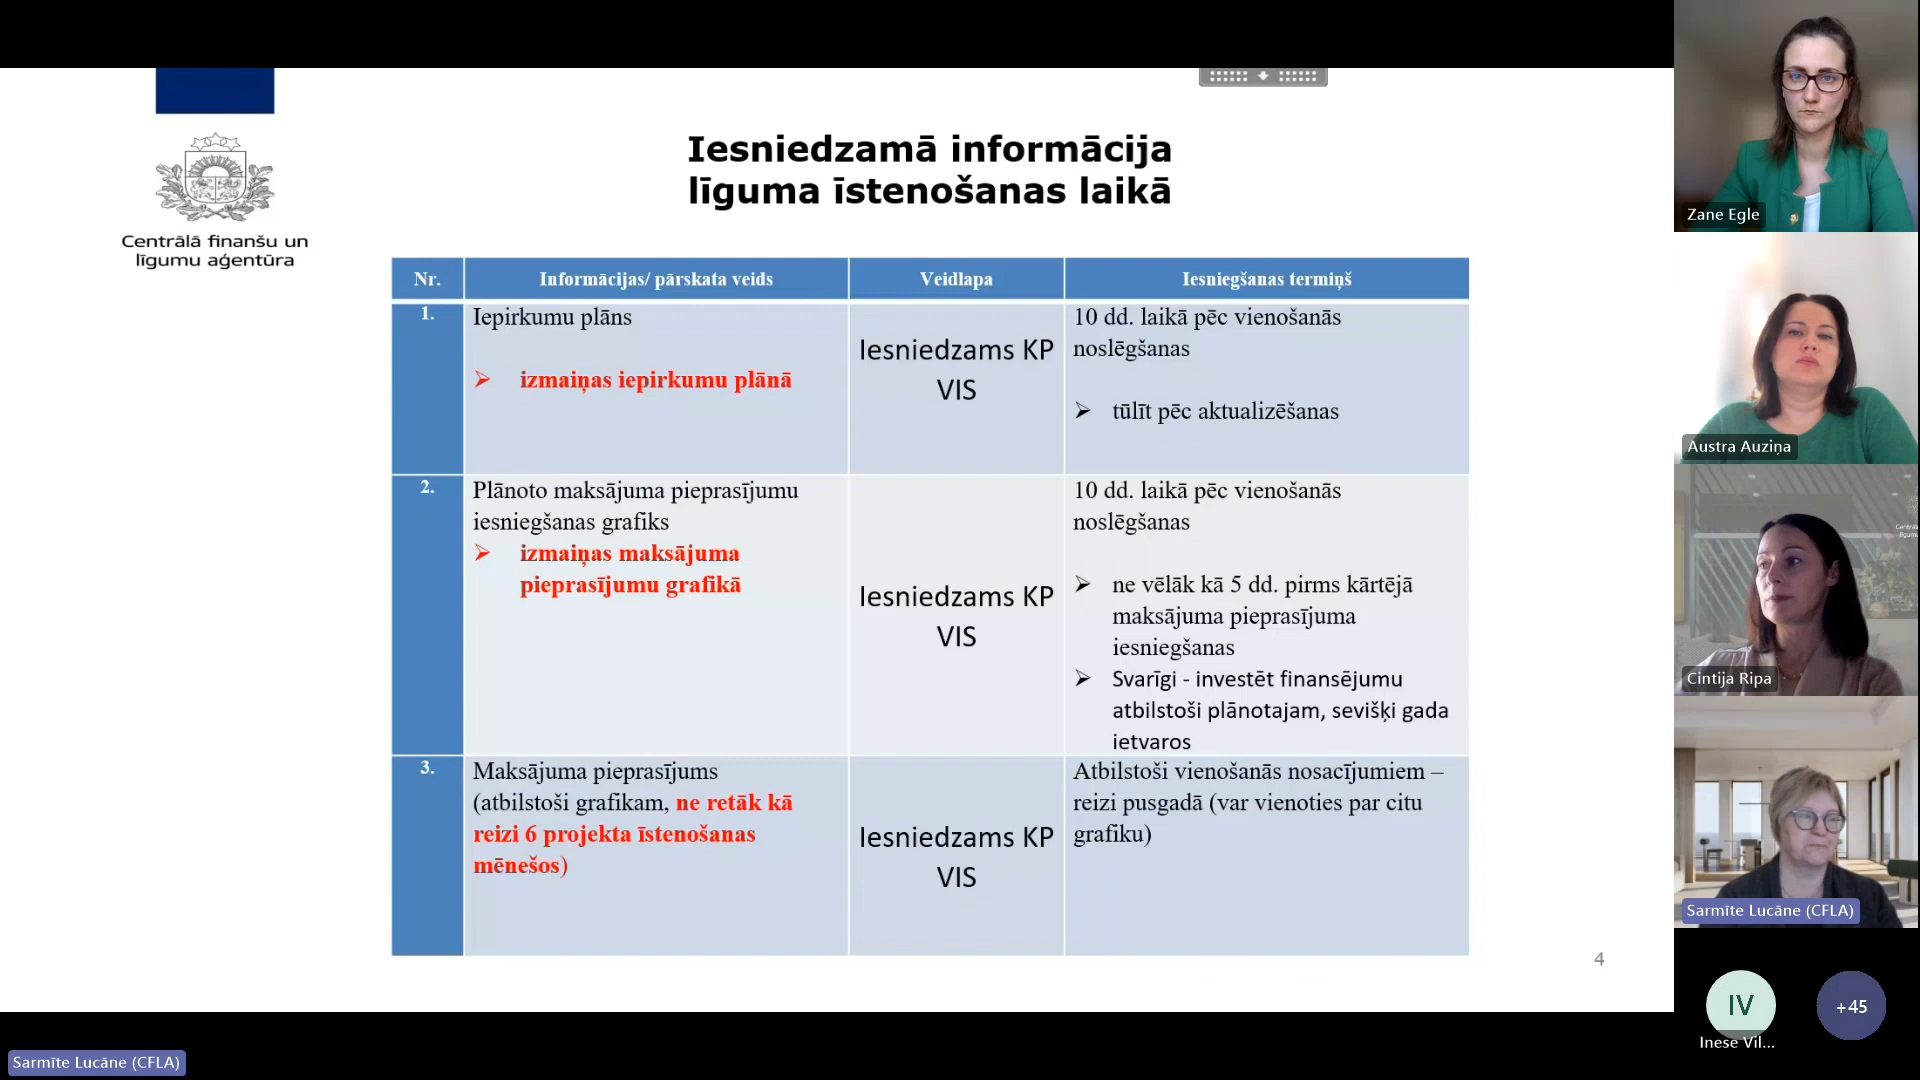 Iesniedzamā informācija
līguma īstenošanas laikā
Centrālā finanšu un
līgumu aģentūra
Nr.
Informācijas/ pārskata veids
Veidlapa
Iesniegšanas termiņš
1.
Iepirkumu plāns
izmaiņas iepirkumu plānā
Iesniedzams KP
VIS
10 dd. laikā pēc vienošanās
noslēgšanas
tūlīt pēc aktualizēšanas
2.
Plānoto maksājuma pieprasījumu
iesniegšanas grafiks
izmaiņas maksājuma
pieprasījumu grafikā
Iesniedzams KP
VIS
10 dd. laikā pēc vienošanās
noslēgšanas
ne vēlāk kā 5 dd. pirms kārtējā
maksājuma pieprasījuma
iesniegšanas
Svarīgi - investēt finansējumu
atbilstoši plānotajam, sevišķi gada
ietvaros
3.
Maksājuma pieprasījums
(atbilstoši grafikam, ne retāk kā
reizi 6 projekta īstenošanas
mēnešos)
Iesniedzams KP
VIS
Atbilstoši vienošanās nosacījumiem –
reizi pusgadā (var vienoties par citu
grafiku)
4
Zane Egle
Austra Auziņa
Cintija Ripa
Sarmīte Lucāne (CFLA)
IV
+45
Inese Vil...
Sarmīte Lucāne (CFLA)